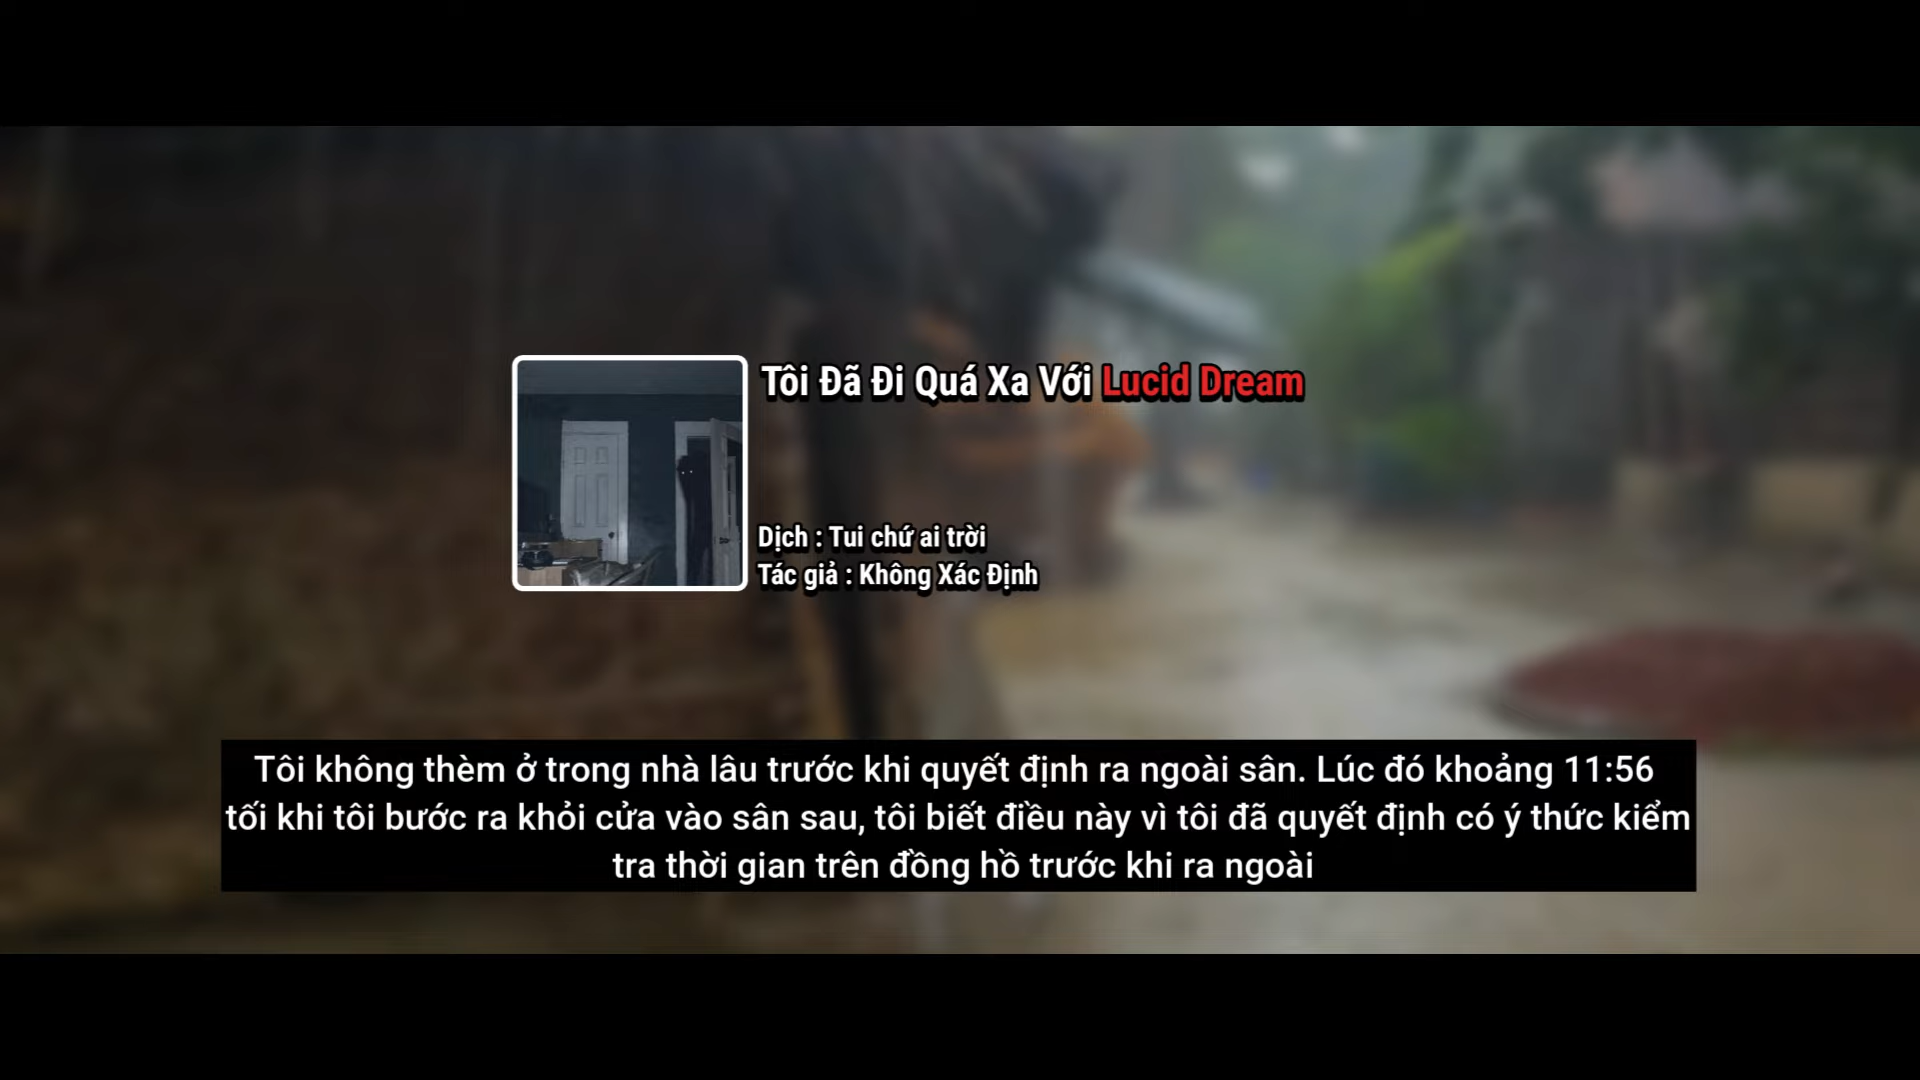 Tôi Đã Đi Quá Xa Với Lucid Dream
Dịch : Tui chứ ai trời
Tác giả : Không Xác Định
Tôi không thèm ở trong nhà lâu trước khi quyết định ra ngoài sân. Lúc đó khoảng 11:56
tối khi tôi bước ra khỏi cửa vào sân sau, tôi biết điều này vì tôi đã quyết định có ý thức kiểm
tra thời gian trên đồng hồ trước khi ra ngoài